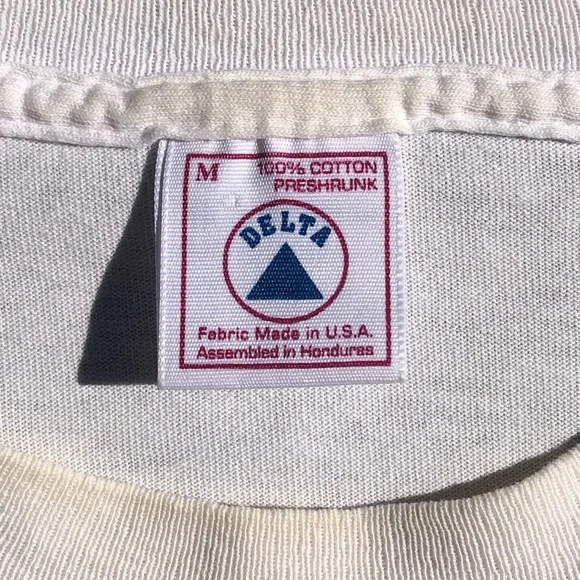 M 100% COTTON
PRESHRUNK
DELTA
Fabric Made in U.S.A.
Assembled in Honduras